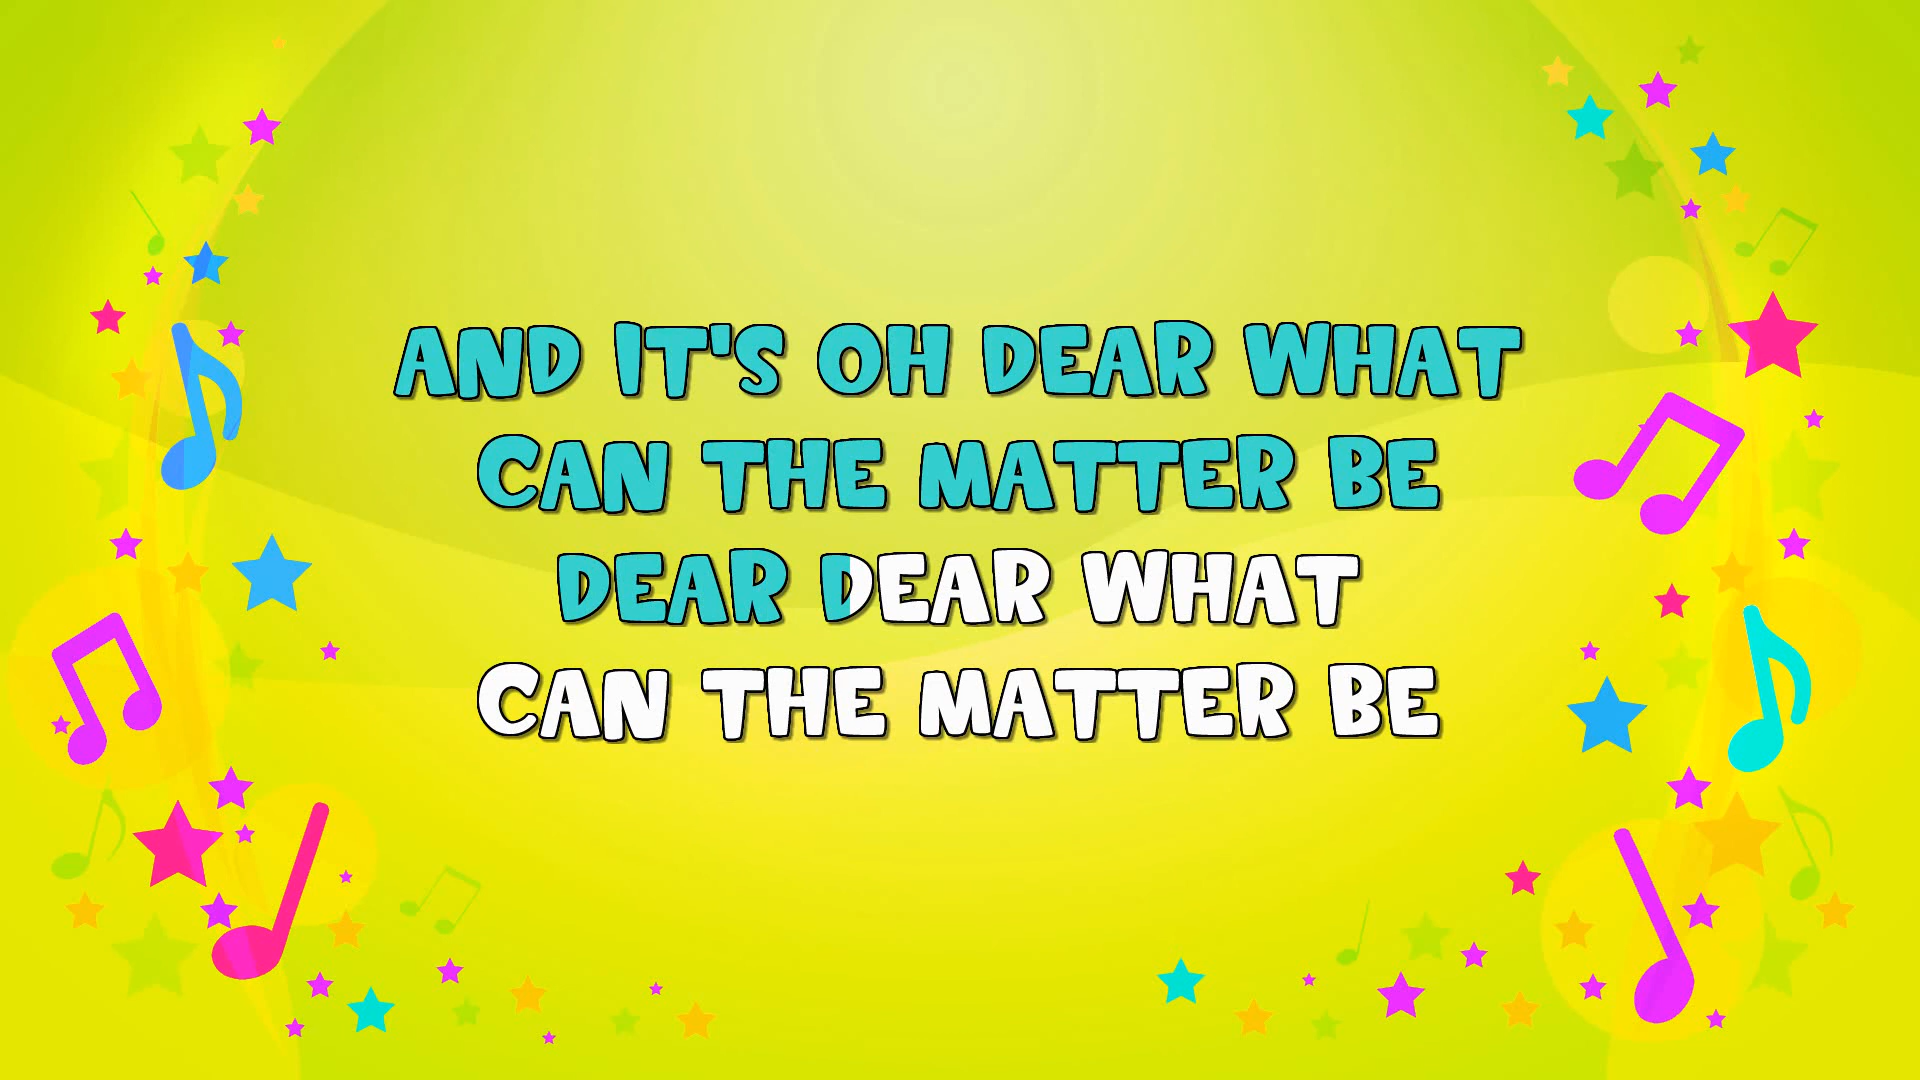 AND IT'S OH DEAR WHAT
CAN THE MATTER BE
DEAR DEAR WHAT
CAN THE MATTER BE